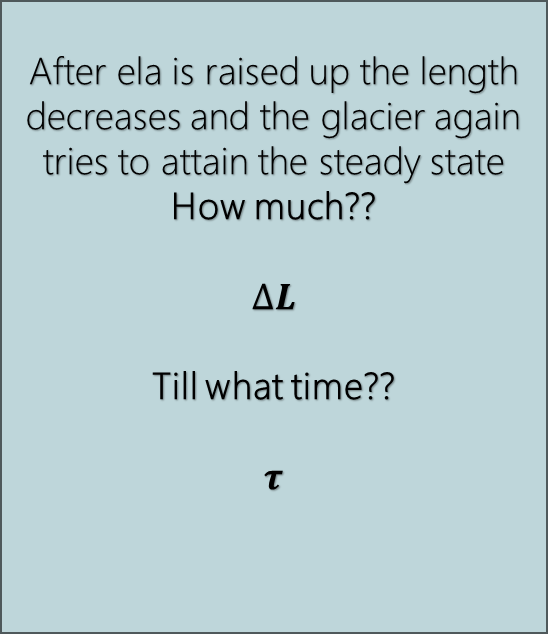 After ela is raised up the length
decreases and the glacier again
tries to attain the steady state
How much??
Δ𝑳
Till what time??
𝝉